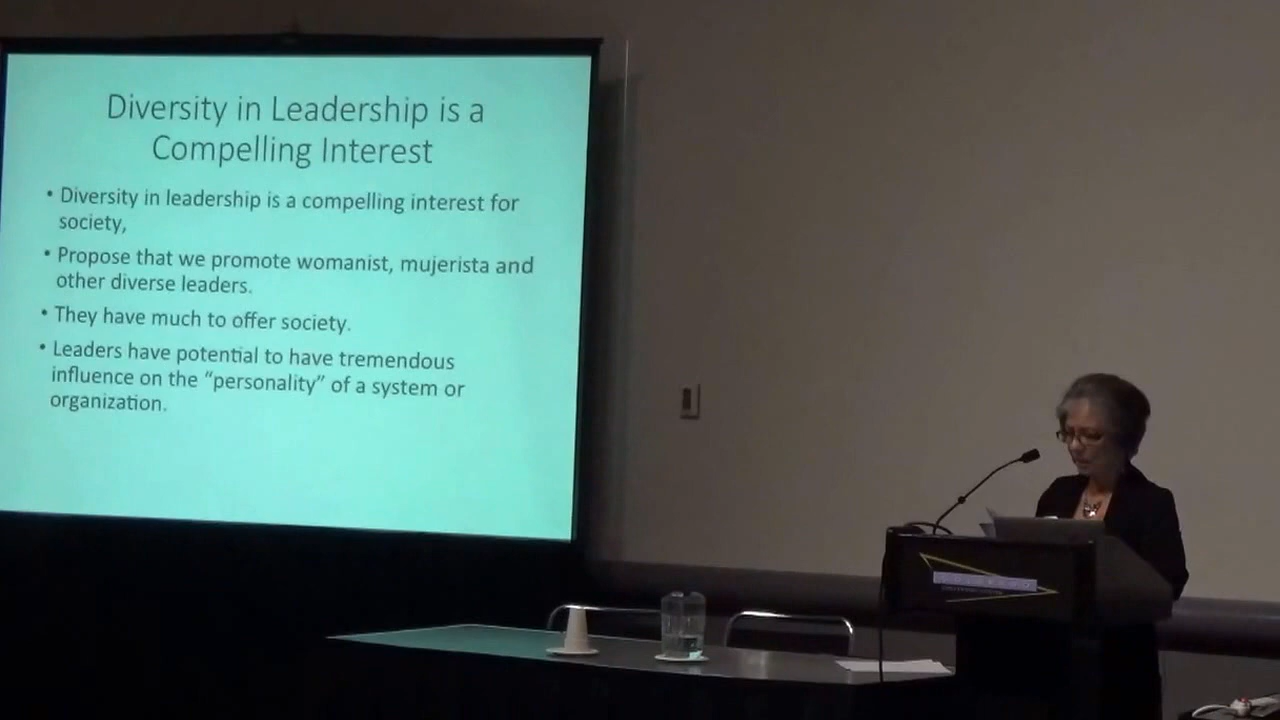 Diversity in Leadership is a
Compelling Interest
• Diversity in leadership is a compelling interest for
society,
• Propose that we promote womanist, mujerista and
other diverse leaders.
• They have much to offer society.
• Leaders have potential to have tremendous
influence on the “personality” of a system or
organization.